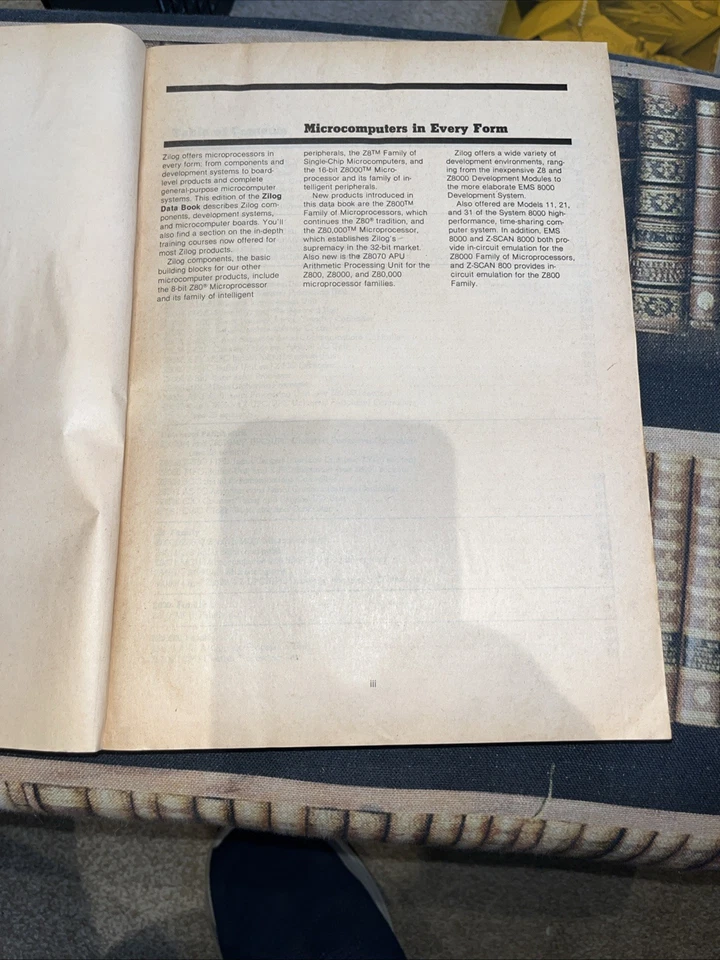 Microcomputers in Every Form
Zilog offers microprocessors in
every form, from components and
development systems to board-
level products and complete
general-purpose microcomputer
systems. This edition of the Zilog
Data Book describes Zilog com-
ponents, development systems,
and microcomputer boards. You'll
also find a section on the in-depth
training courses now offered for
most Zilog products.
Zilog components, the basic
building blocks for our other
microcomputer products, include
the 8-bit Z80® Microprocessor
and its family of intelligent
peripherals, the Z8™ Family of
Single-Chip Microcomputers, and
the 16-bit Z8000™ Micro-
processor and its family of in-
telligent peripherals.
New products introduced in
this data book are the Z800™
Family of Microprocessors, which
continues the Z80® tradition, and
the Z80,000™ Microprocessor,
which establishes Zilog's
supremacy in the 32-bit market.
Also new is the Z8070 APU
Arithmetic Processing Unit for the
Z800, Z8000, and Z80,000
microprocessor families.
Zilog offers a wide variety of
development environments, rang-
ing from the inexpensive Z8 and
Z8000 Development Modules to
the more elaborate EMS 8000
Development System.
Also offered are Models 11, 21,
and 31 of the System 8000 high-
performance, time-sharing com-
puter system. In addition, EMS
8000 and Z-SCAN 8000 both pro-
vide in-circuit emulation for the
Z8000 Family of Microprocessors,
and Z-SCAN 800 provides in-
circuit emulation for the Z800
Family.
iii